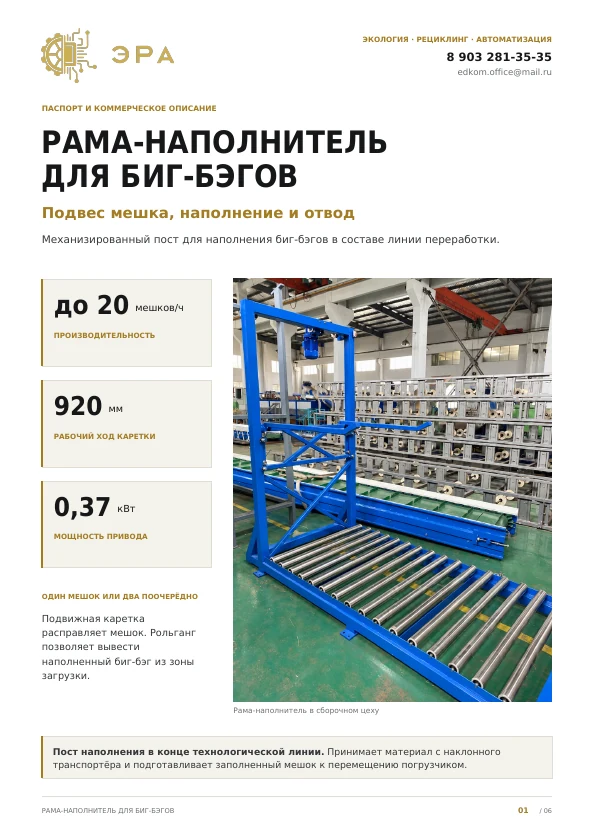 ЭРА
ЭКОЛОГИЯ · РЕЦИКЛИНГ · АВТОМАТИЗАЦИЯ
8 903 281-35-35
edkom.office@mail.ru
ПАСПОРТ И КОММЕРЧЕСКОЕ ОПИСАНИЕ
РАМА-НАПОЛНИТЕЛЬ
ДЛЯ БИГ-БЭГОВ
Подвес мешка, наполнение и отвод
Механизированный пост для наполнения биг-бэгов в составе линии переработки.
до 20 мешков/ч
ПРОИЗВОДИТЕЛЬНОСТЬ
920 мм
РАБОЧИЙ ХОД КАРЕТКИ
0,37 кВт
МОЩНОСТЬ ПРИВОДА
ОДИН МЕШОК ИЛИ ДВА ПООЧЕРЁДНО
Подвижная каретка
расправляет мешок. Рольганг
позволяет вывести
наполненный биг-бэг из зоны
загрузки.
Рама-наполнитель в сборочном цеху
Пост наполнения в конце технологической линии. Принимает материал с наклонного
транспортёра и подготавливает заполненный мешок к перемещению погрузчиком.
РАМА-НАПОЛНИТЕЛЬ ДЛЯ БИГ-БЭГОВ
01 / 06